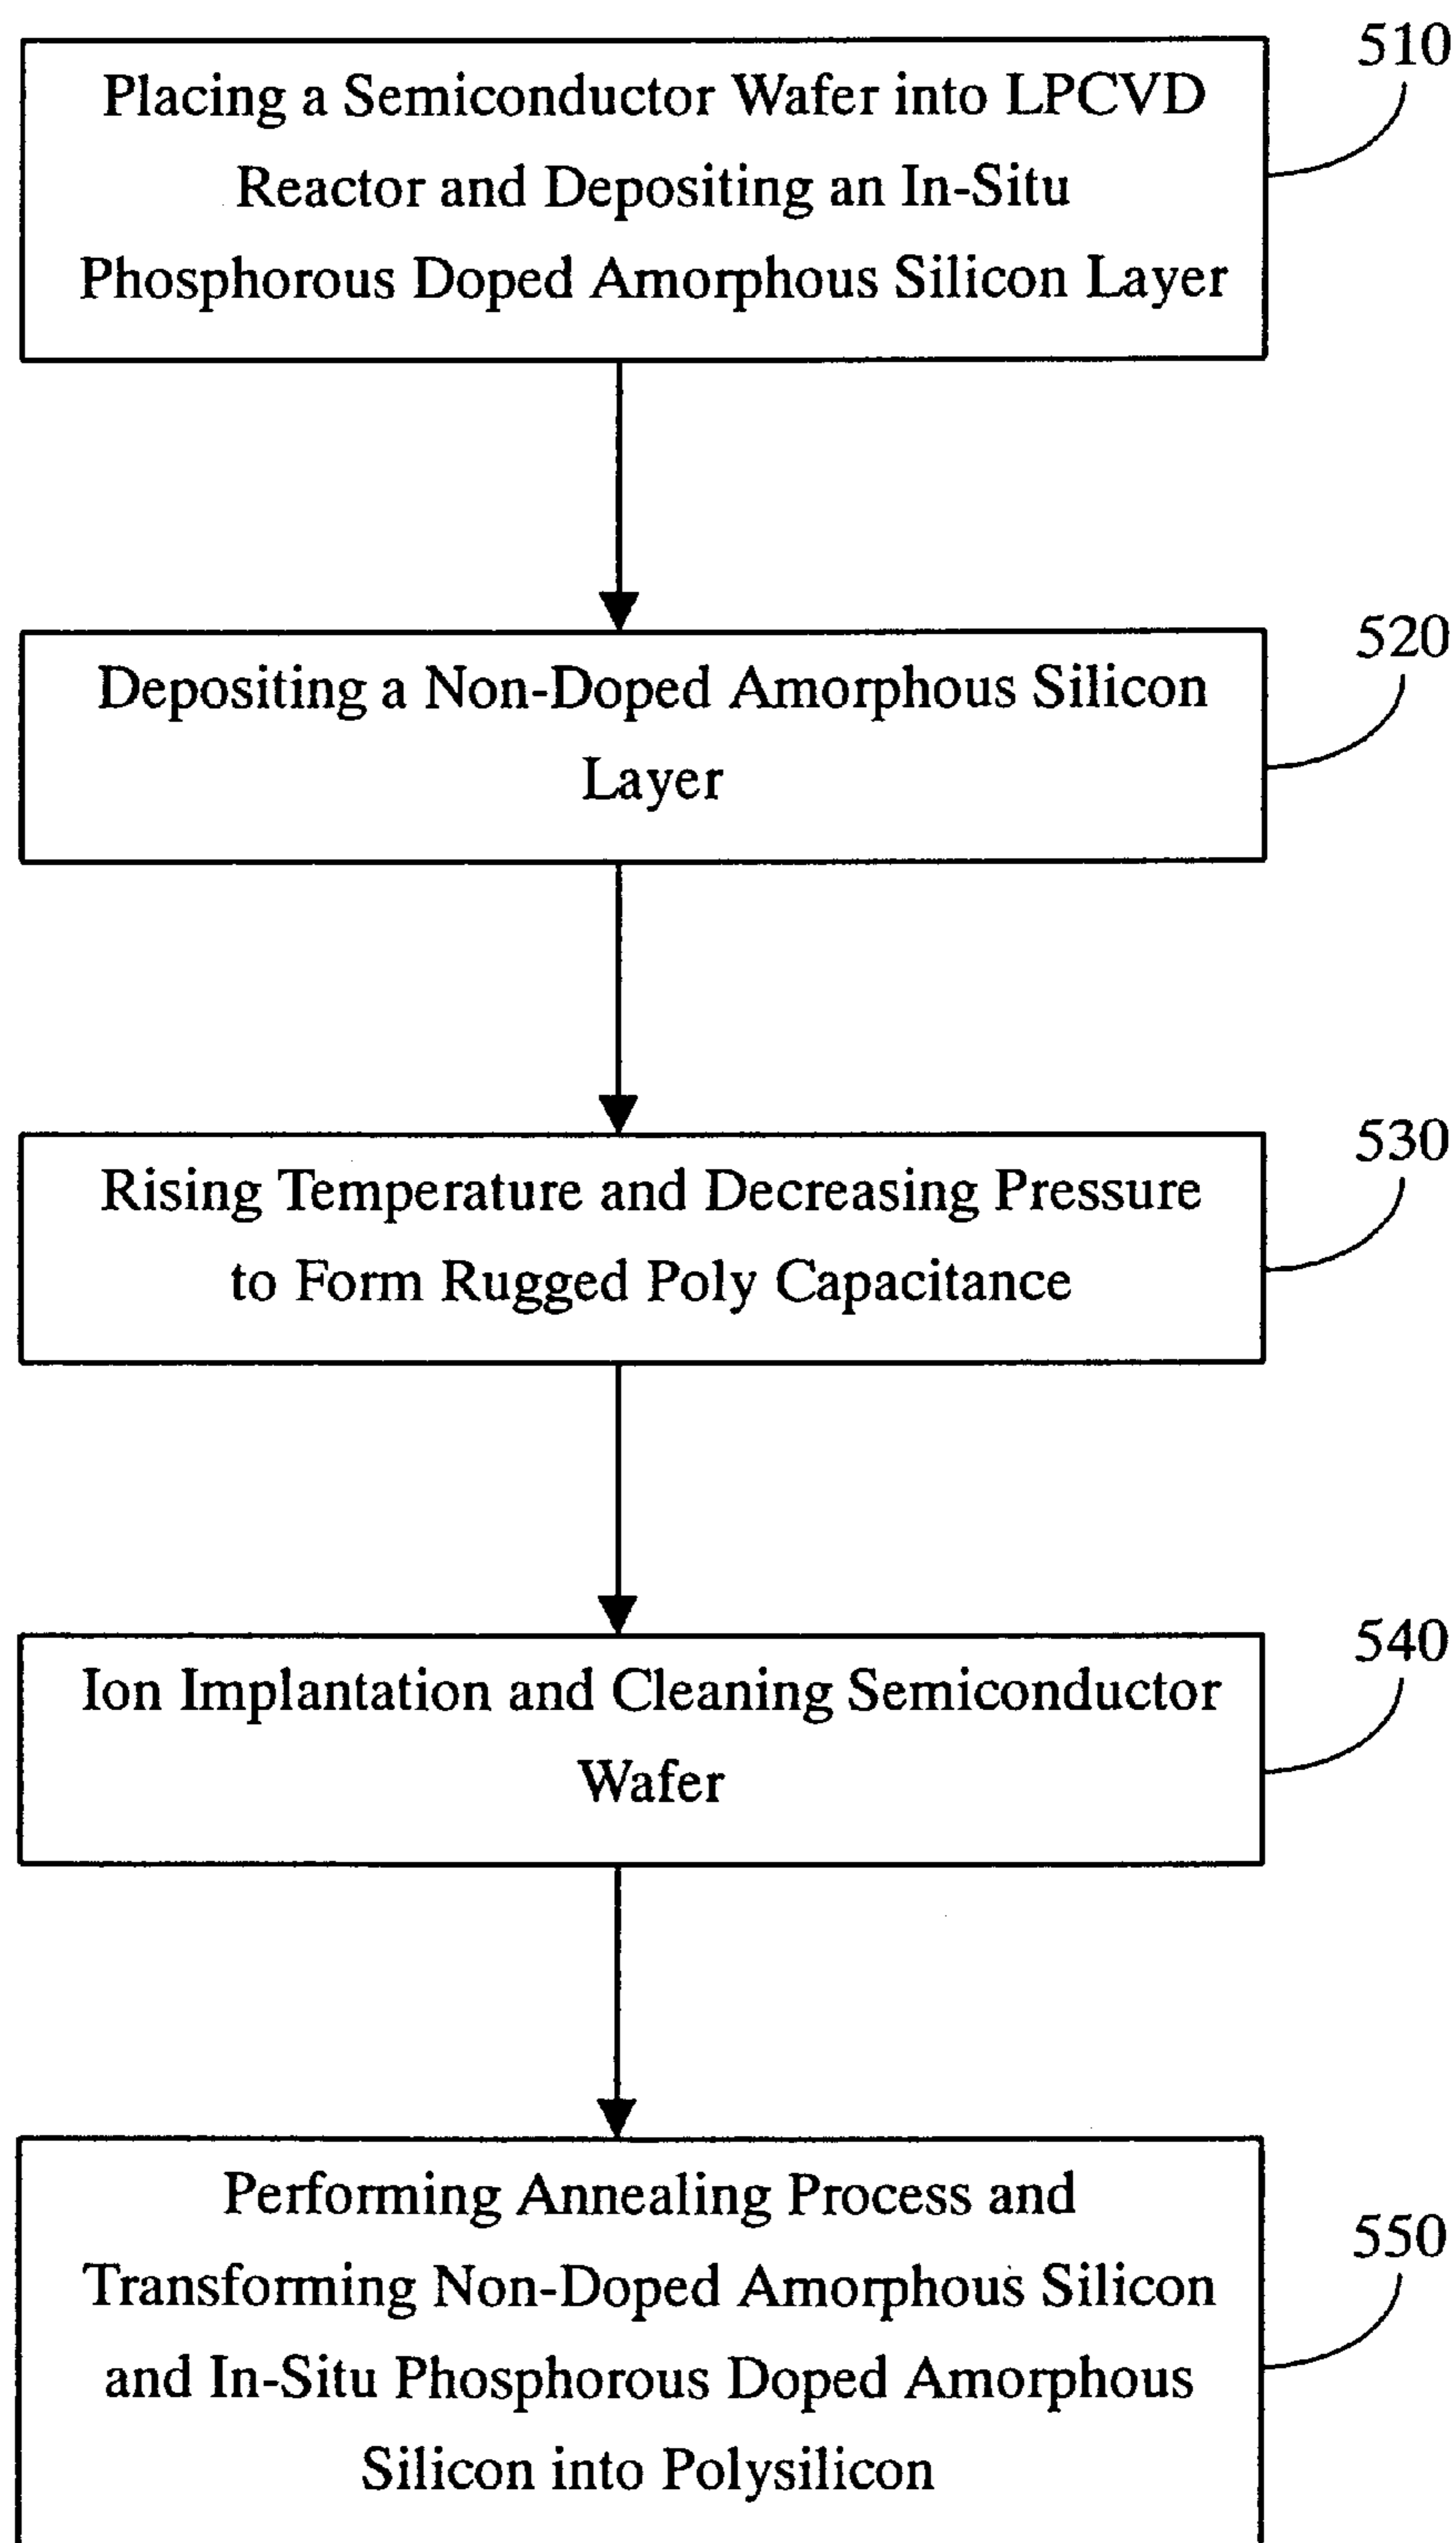 510
Placing a Semiconductor Wafer into LPCVD
Reactor and Depositing an In-Situ
Phosphorous Doped Amorphous Silicon Layer
520
Depositing a Non-Doped Amorphous Silicon
Layer
530
Rising Temperature and Decreasing Pressure
to Form Rugged Poly Capacitance
540
Ion Implantation and Cleaning Semiconductor
Wafer
550
Performing Annealing Process and
Transforming Non-Doped Amorphous Silicon
and In-Situ Phosphorous Doped Amorphous
Silicon into Polysilicon